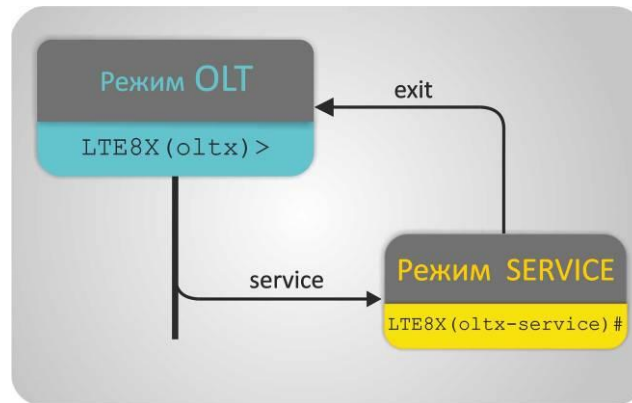 Режим OLT
LTE8X(oltx)>
exit
service
Режим SERVICE
LTE8X(oltx-service)#